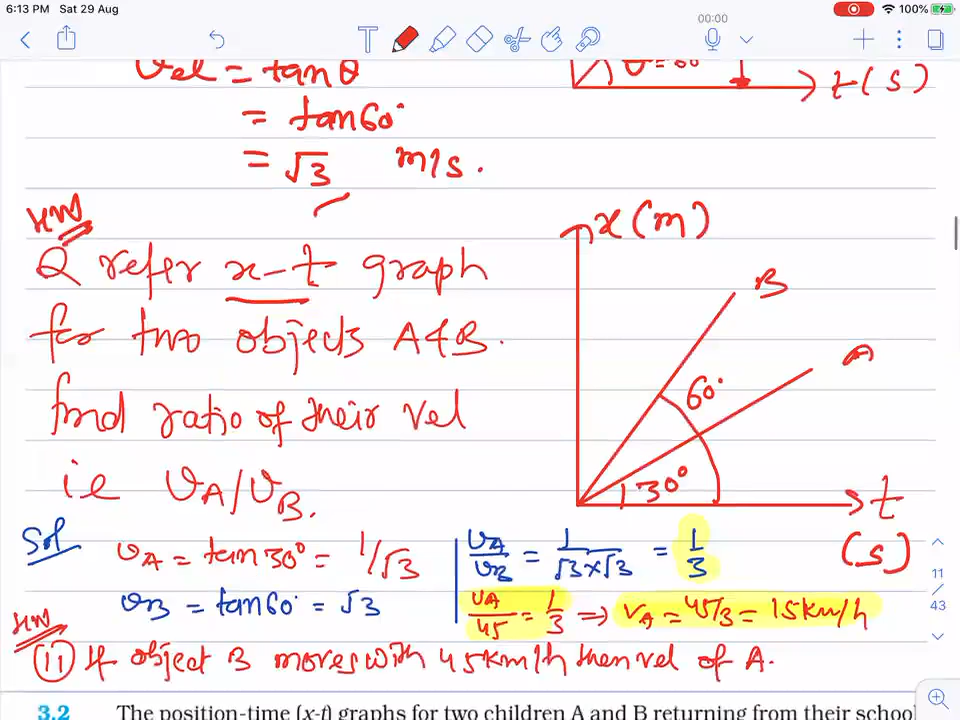 6:13 PM Sat 29 Aug
100%
00:00
T
Vel = tanθ
= tan60°
= √3 m/s.
t(s)
θ = 60°
HW
x(m)
Q refer x-t graph
for two objects A & B.
find ratio of their vel
i.e VA/VB.
B
A
60°
30°
t
(s)
Sol
VA = tan30° = 1/√3
VB = tan60° = √3
VA/VB = 1/√3×√3 = 1/3
VA/45 = 1/3 ⇒ VA = 45/3 = 15km/h
HW
(ii) If object B moves with 45km/h then vel of A.
11
/
43
3.2 The position-time (x-t) graphs for two children A and B returning from their school